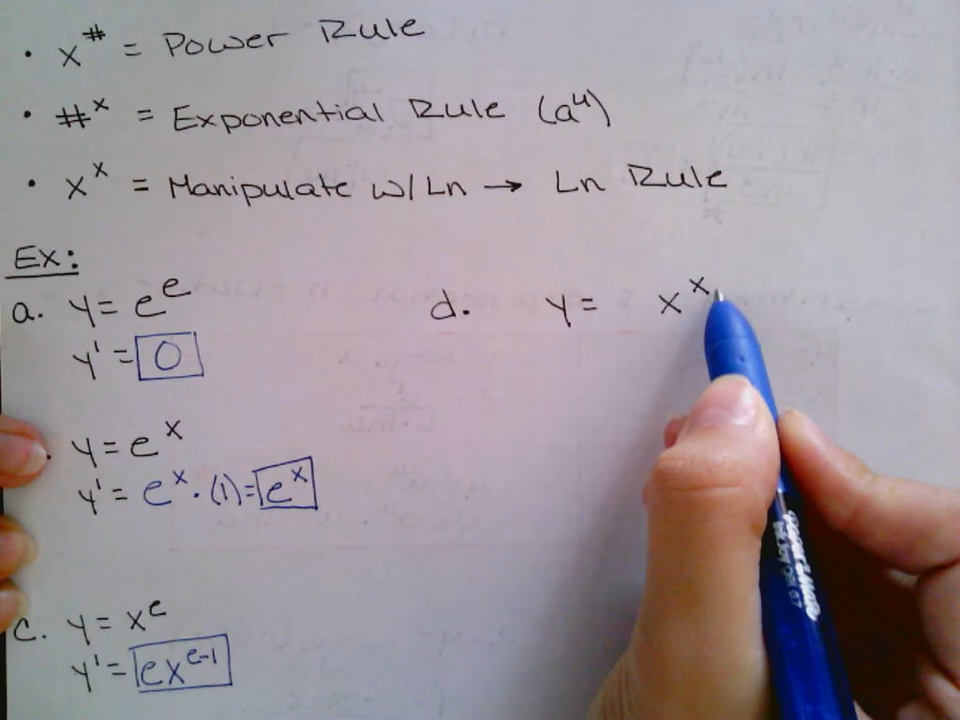 • x^# = Power Rule
• #^x = Exponential Rule (a^u)
• x^x = Manipulate w/Ln → Ln Rule
Ex:
a. y = e^e
y' = 0
y = e^x
y' = e^x · (1) = e^x
c. y = x^e
y' = ex^(e-1)
d. y = x^x